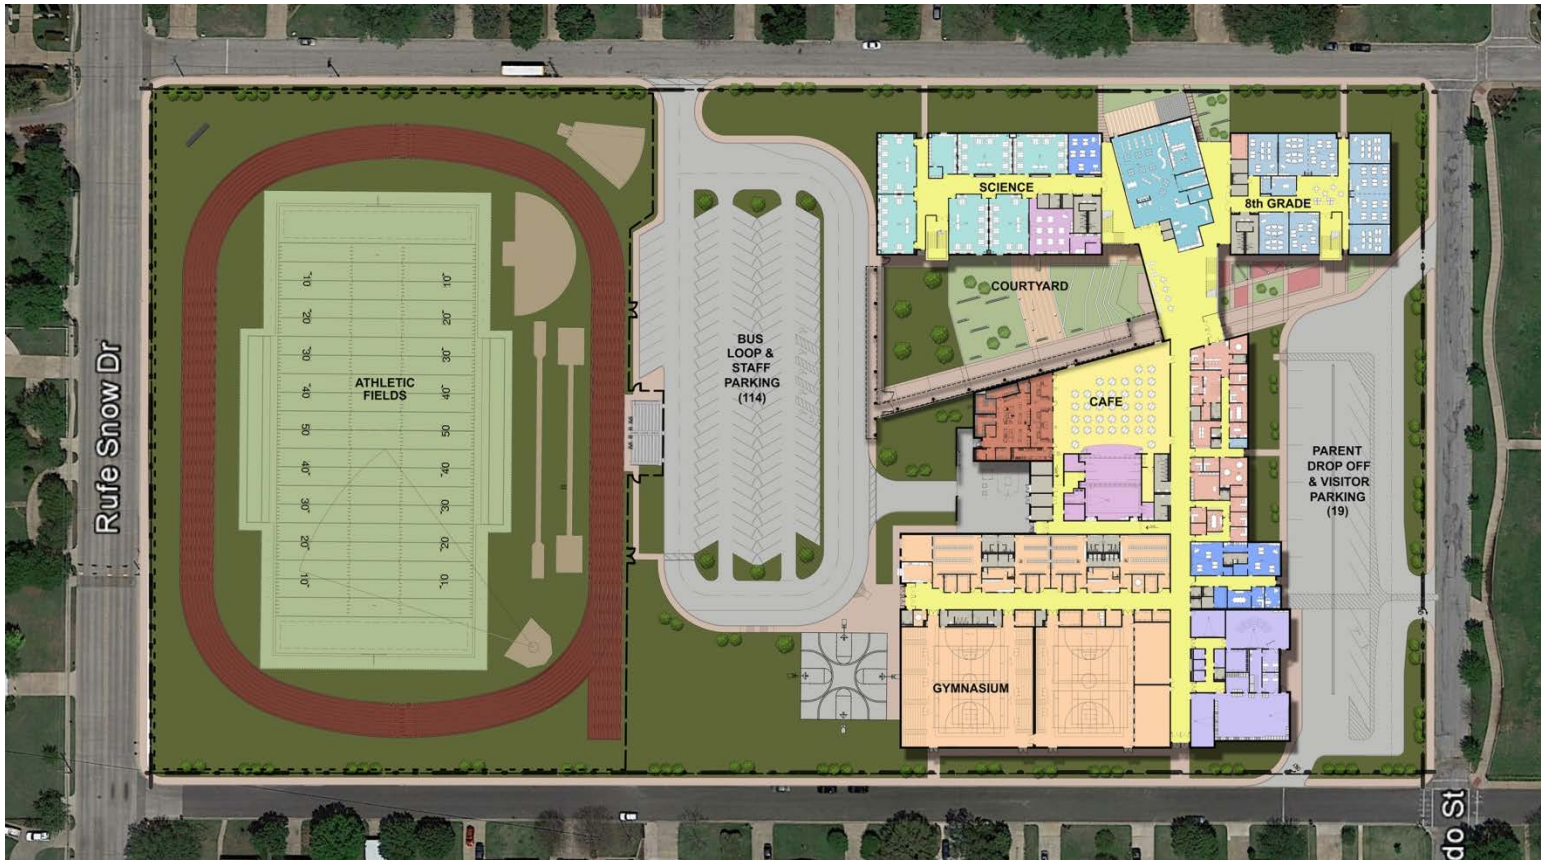 SCIENCE
8th GRADE
COURTYARD
BUS
LOOP &
STAFF
PARKING
(114)
Rufe Snow Dr
ATHLETIC
FIELDS
CAFE
PARENT
DROP OFF
& VISITOR
PARKING
(19)
GYMNASIUM
10 10
20 20
30 30
40 40
50 50
40 40
30 30
20 20
10 10
do St